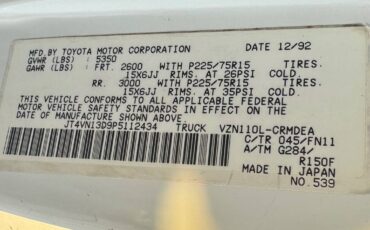 MFD. BY TOYOTA MOTOR CORPORATION DATE 12/92
GVWR (LBS) : 5350
GAWR (LBS) : FRT. 2600 WITH P225/75R15 TIRES.
15X6JJ RIMS. AT 26PSI COLD.
RR. 3000 WITH P225/75R15 TIRES.
15X6JJ RIMS. AT 35PSI COLD.
THIS VEHICLE CONFORMS TO ALL APPLICABLE FEDERAL
MOTOR VEHICLE SAFETY STANDARDS IN EFFECT ON THE
DATE OF MANUFACTURE SHOWN ABOVE.
JT4VN13D9P5112434 TRUCK VZN110L-CRMDEA
C/TR 045/FN11
A/TM G284/
R150F
MADE IN JAPAN
NO.539